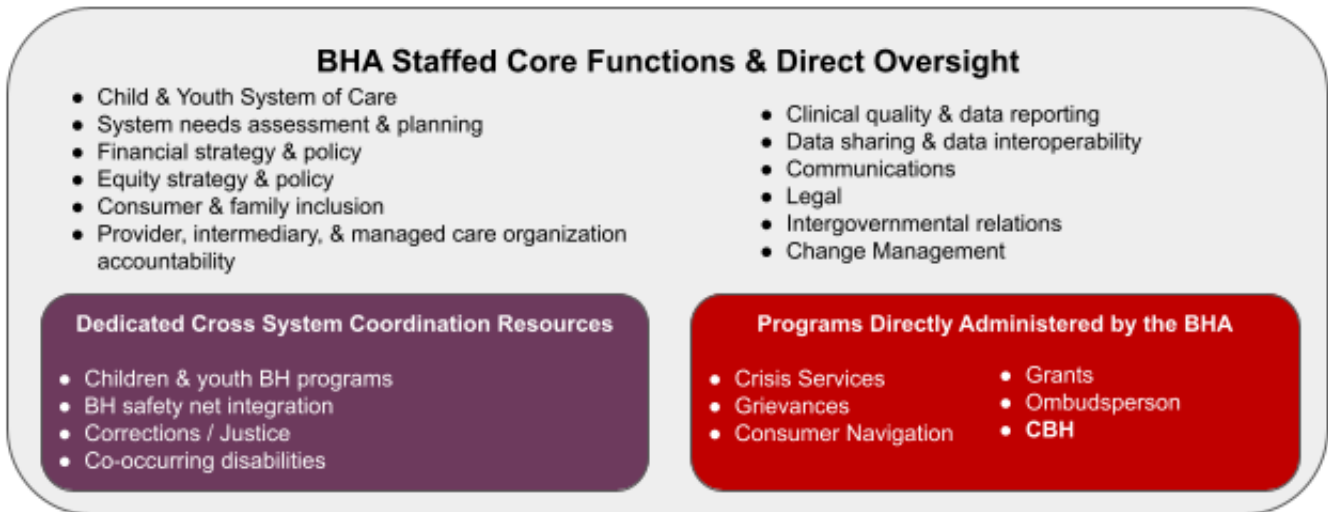 BHA Staffed Core Functions & Direct Oversight
● Child & Youth System of Care
● System needs assessment & planning
● Financial strategy & policy
● Equity strategy & policy
● Consumer & family inclusion
● Provider, intermediary, & managed care organization
accountability
● Clinical quality & data reporting
● Data sharing & data interoperability
● Communications
● Legal
● Intergovernmental relations
● Change Management
Dedicated Cross System Coordination Resources
● Children & youth BH programs
● BH safety net integration
● Corrections / Justice
● Co-occurring disabilities
Programs Directly Administered by the BHA
● Crisis Services
● Grievances
● Consumer Navigation
● Grants
● Ombudsperson
● CBH